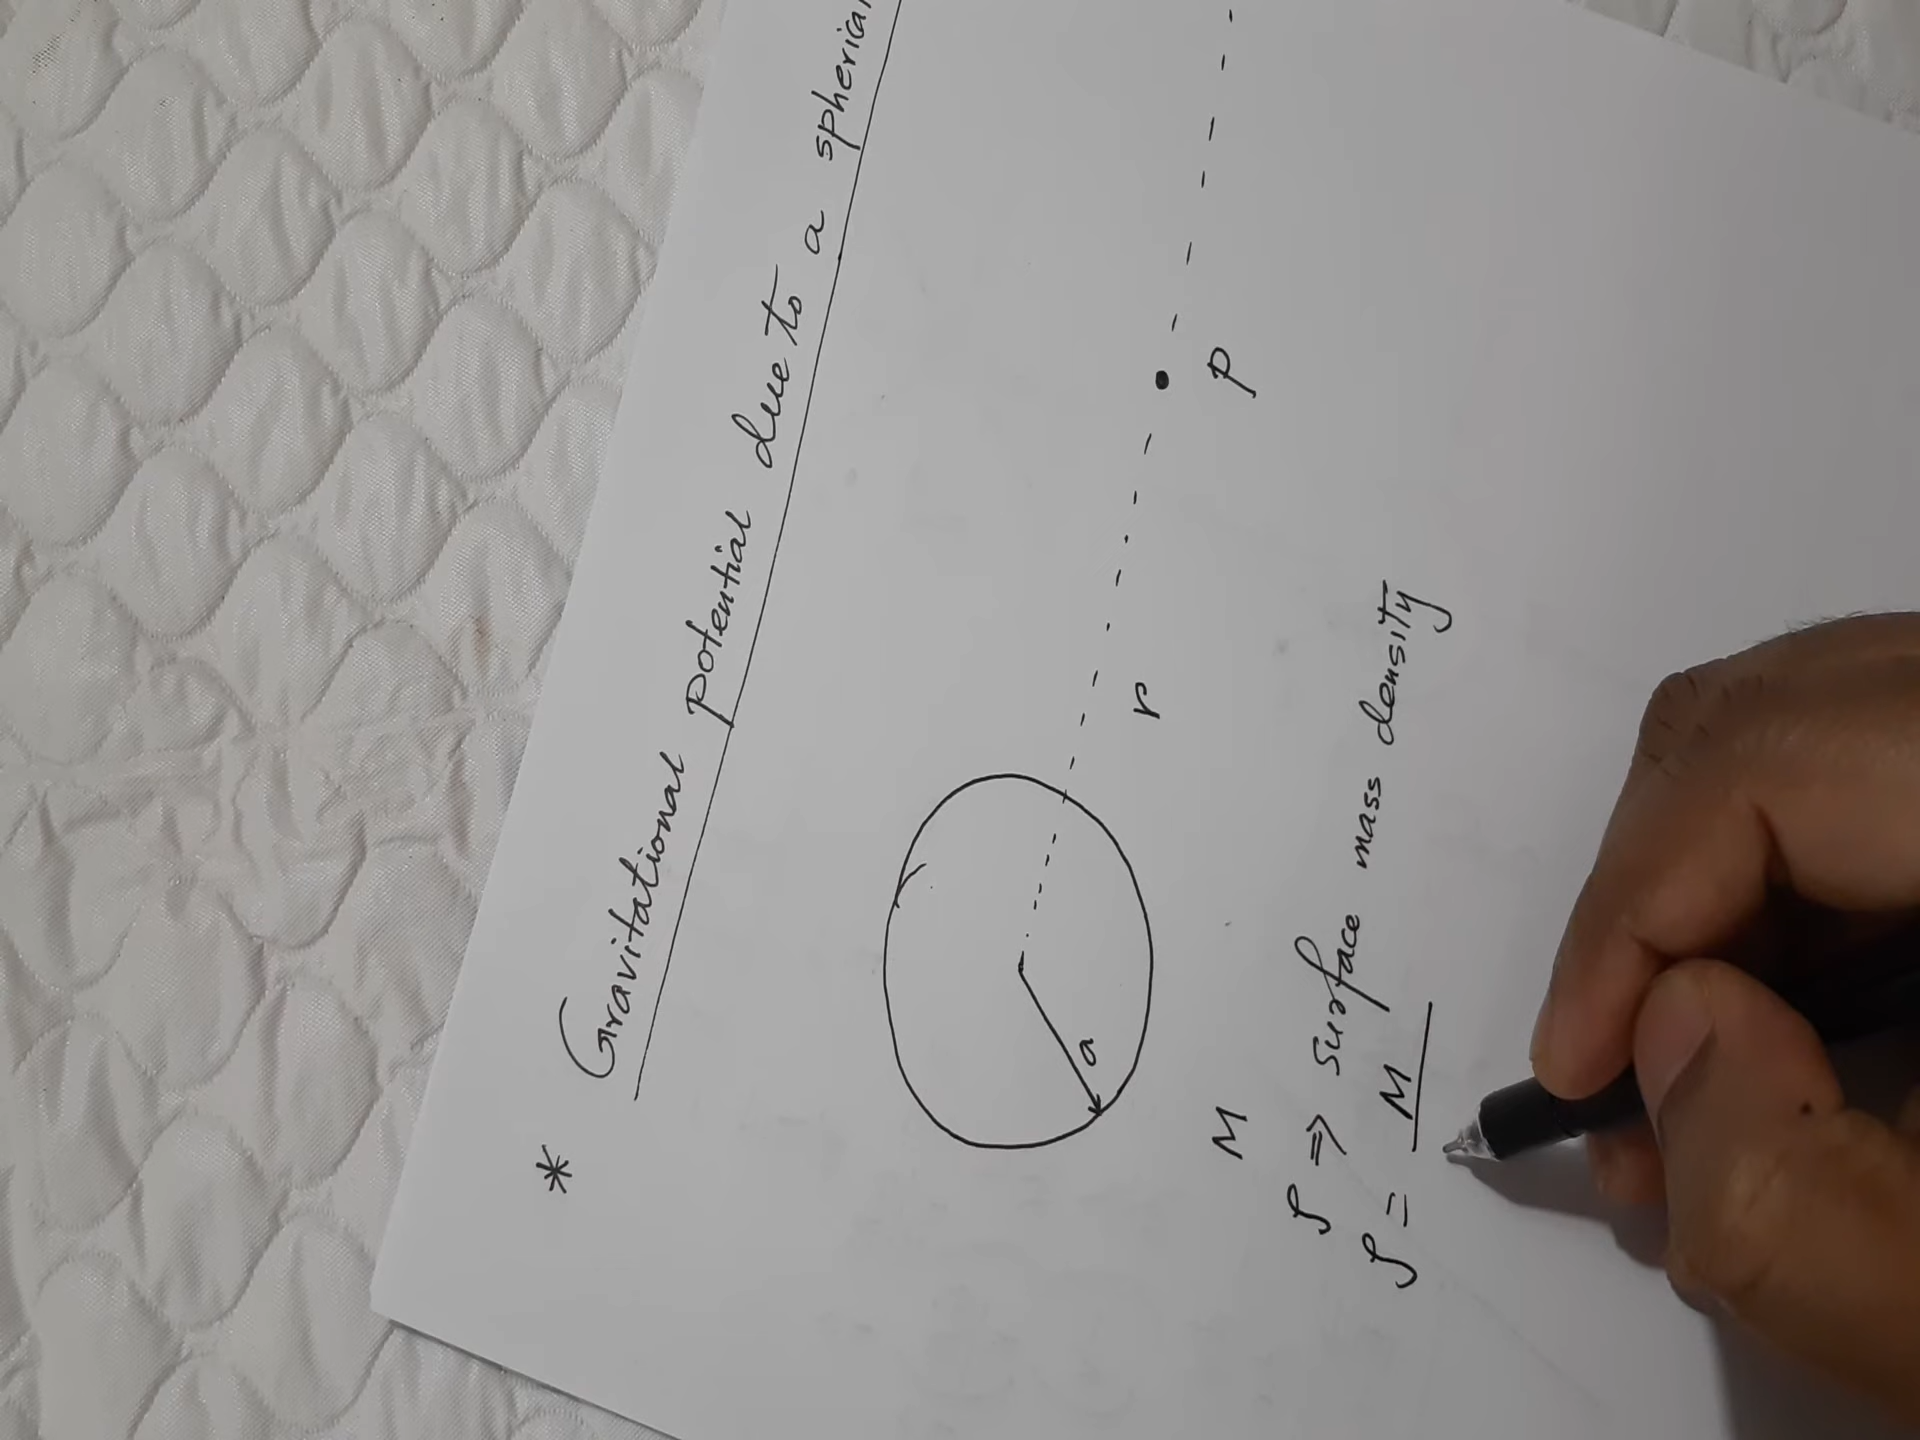 * Gravitational potential due to a spherical
a
r
P
M
ρ ⇒ surface mass density
ρ = M